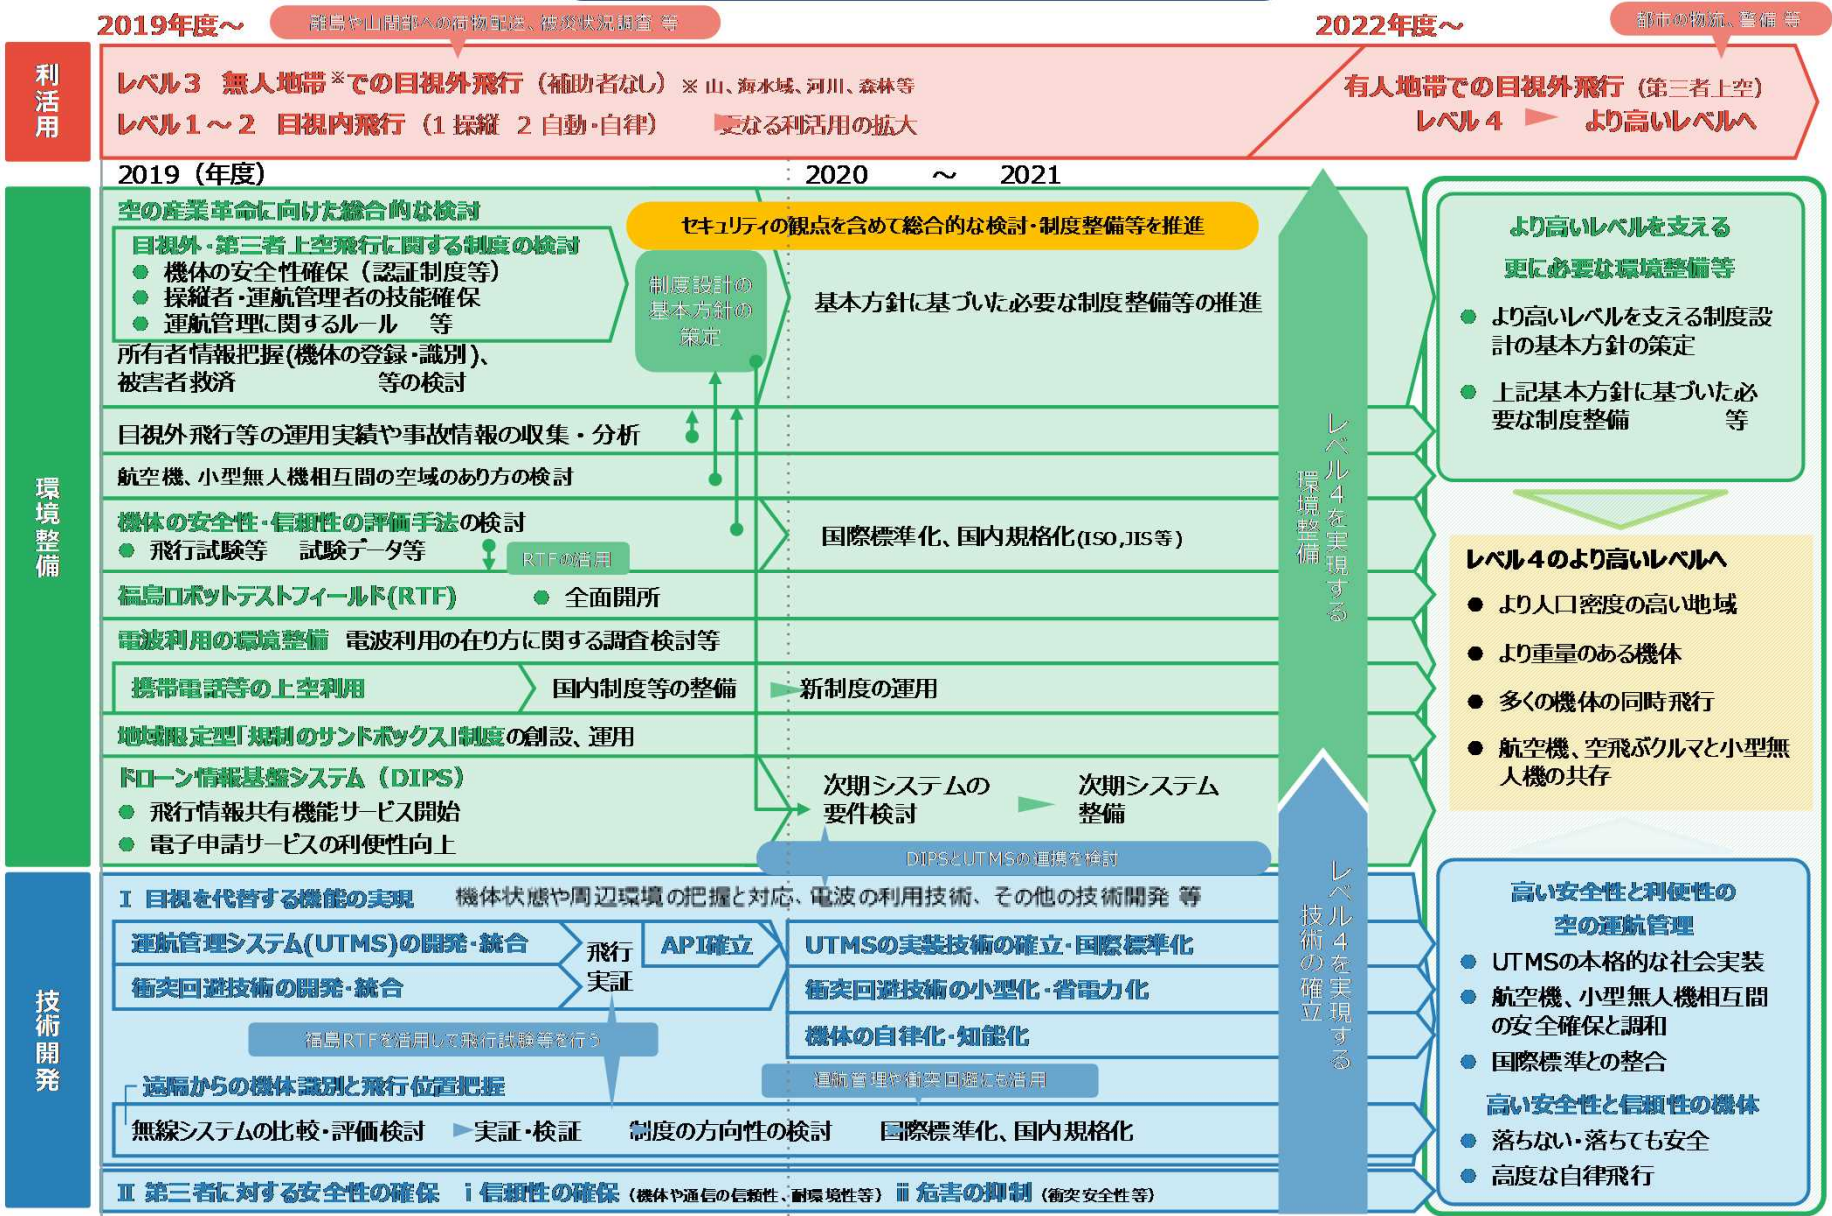 2019年度～
離島や山間部への荷物配送、被災状況調査 等
2022年度～
都市の物流、警備 等
利活用
レベル３ 無人地帯※での目視外飛行（補助者なし）※ 山、海水域、河川、森林等
レベル１～２ 目視内飛行（1 操縦 2 自動・自律） 更なる利活用の拡大
有人地帯での目視外飛行（第三者上空）
レベル４ より高いレベルへ
2019（年度）
2020 ～ 2021
環境整備
空の産業革命に向けた総合的な検討
セキュリティの観点を含めて総合的な検討・制度整備等を推進
目視外・第三者上空飛行に関する制度の検討
● 機体の安全性確保（認証制度等）
● 操縦者・運航管理者の技能確保
● 運航管理に関するルール 等
所有者情報把握(機体の登録・識別)、
被害者救済 等の検討
制度設計の
基本方針の
策定
基本方針に基づいた必要な制度整備等の推進
目視外飛行等の運用実績や事故情報の収集・分析
航空機、小型無人機相互間の空域のあり方の検討
機体の安全性・信頼性の評価手法の検討
● 飛行試験等 試験データ等
RTFの活用
国際標準化、国内規格化(ISO,JIS等)
福島ロボットテストフィールド(RTF) ● 全面開所
電波利用の環境整備 電波利用の在り方に関する調査検討等
携帯電話等の上空利用 国内制度等の整備 新制度の運用
地域限定型「規制のサンドボックス」制度の創設、運用
ドローン情報基盤システム（DIPS）
● 飛行情報共有機能サービス開始
● 電子申請サービスの利便性向上
次期システムの
要件検討
次期システム
整備
DIPSとUTMSの連携を検討
レベル４を実現する
環境整備
より高いレベルを支える
更に必要な環境整備等
● より高いレベルを支える制度設
計の基本方針の策定
● 上記基本方針に基づいた必
要な制度整備 等
レベル４のより高いレベルへ
● より人口密度の高い地域
● より重量のある機体
● 多くの機体の同時飛行
● 航空機、空飛ぶクルマと小型無
人機の共存
技術開発
Ⅰ 目視を代替する機能の実現 機体状態や周辺環境の把握と対応、電波の利用技術、その他の技術開発 等
運航管理システム(UTMS)の開発・統合
衝突回避技術の開発・統合
飛行
実証
API確立
UTMSの実装技術の確立・国際標準化
衝突回避技術の小型化・省電力化
機体の自律化・知能化
福島RTFを活用して飛行試験等を行う
運航管理や衝突回避にも活用
遠隔からの機体識別と飛行位置把握
無線システムの比較・評価検討 実証・検証 制度の方向性の検討 国際標準化、国内規格化
Ⅱ 第三者に対する安全性の確保 ⅰ 信頼性の確保（機体や通信の信頼性、耐環境性等）ⅱ 危害の抑制（衝突安全性等）
レベル４を実現する
技術の確立
高い安全性と利便性の
空の運航管理
● UTMSの本格的な社会実装
● 航空機、小型無人機相互間
の安全確保と調和
● 国際標準との整合
高い安全性と信頼性の機体
● 落ちない・落ちても安全
● 高度な自律飛行